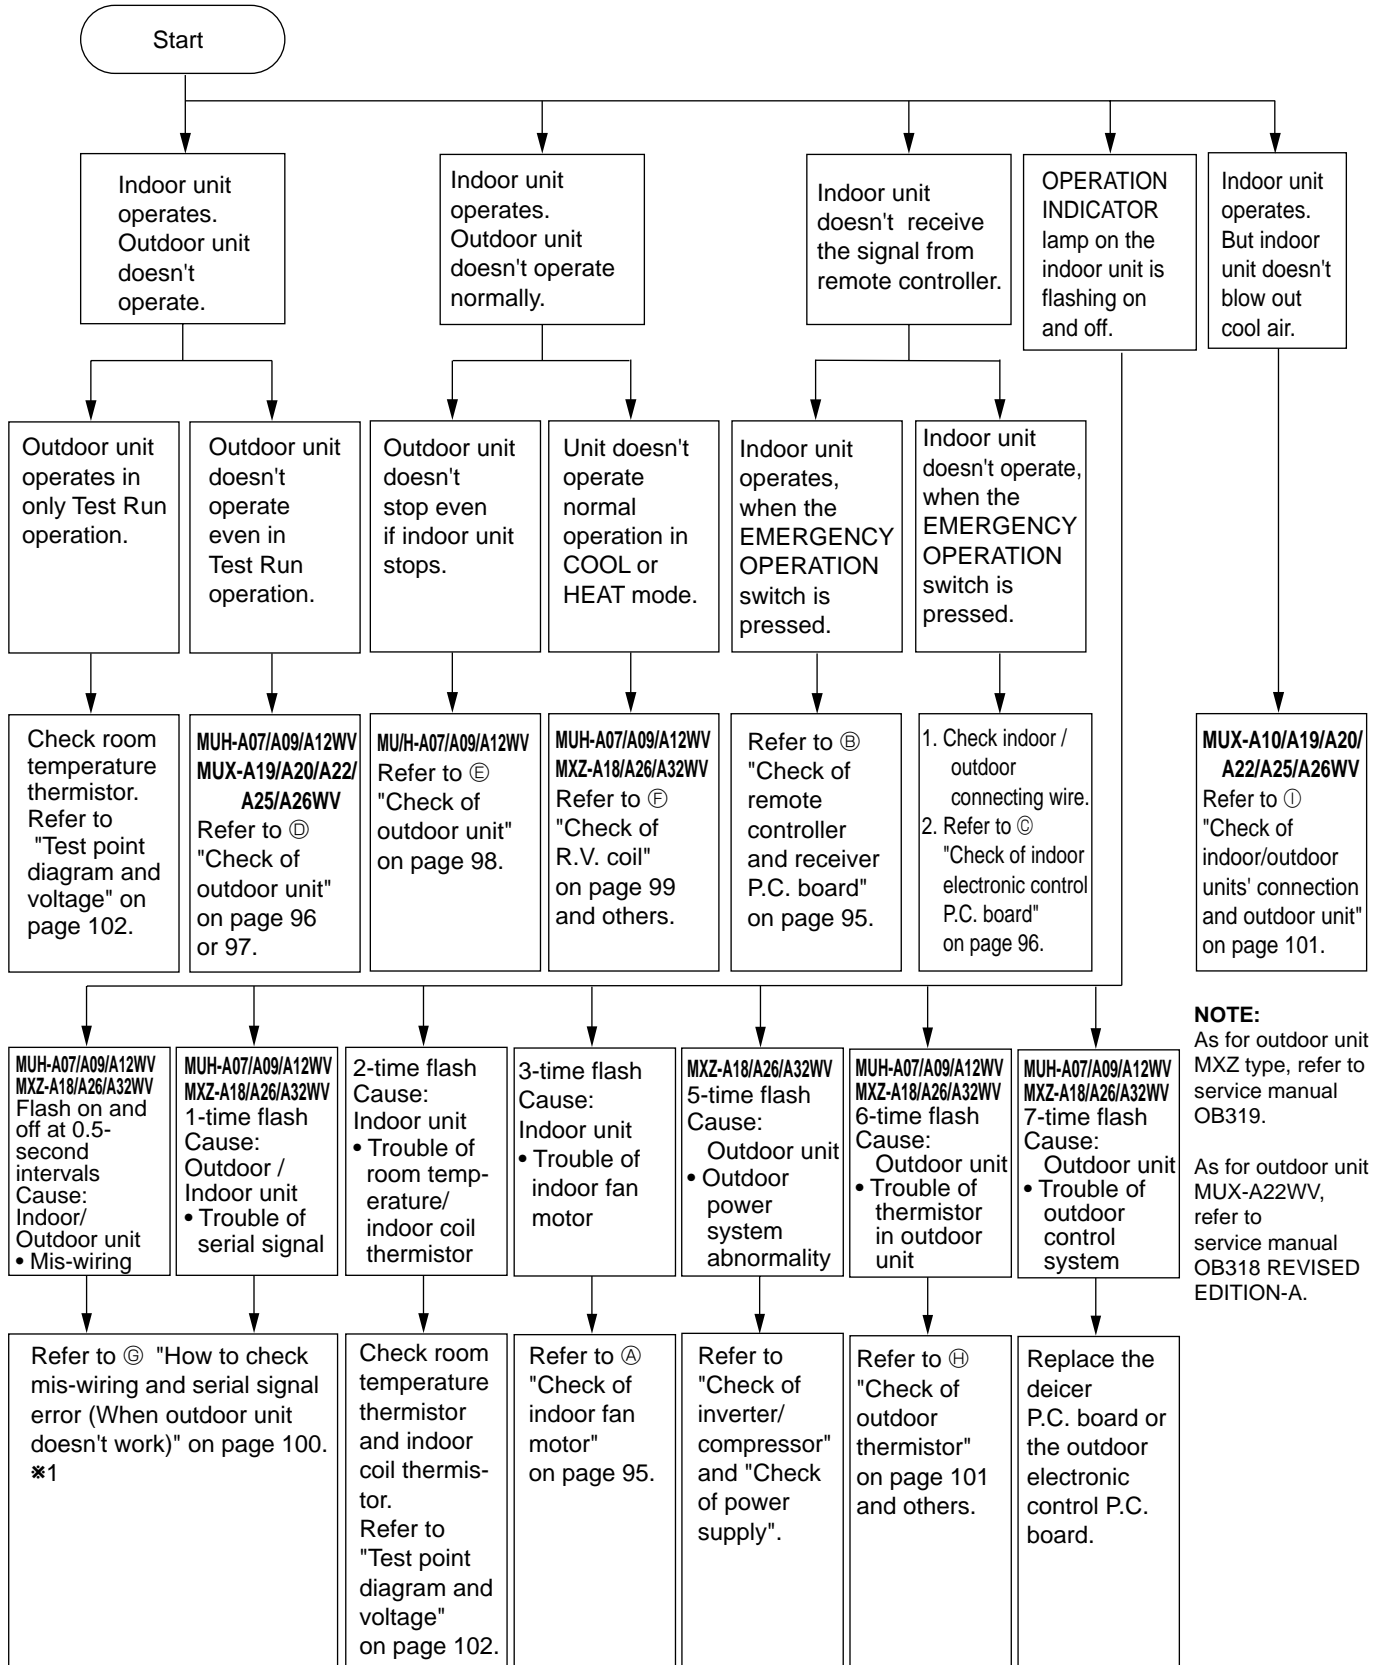 Start
Indoor unit
operates.
Outdoor unit
doesn't
operate.
Indoor unit
operates.
Outdoor unit
doesn't operate
normally.
Indoor unit
doesn't receive
the signal from
remote controller.
OPERATION
INDICATOR
lamp on the
indoor unit is
flashing on
and off.
Indoor unit
operates.
But indoor
unit doesn't
blow out
cool air.
Outdoor unit
operates in
only Test Run
operation.
Outdoor unit
doesn't
operate
even in
Test Run
operation.
Outdoor unit
doesn't
stop even
if indoor unit
stops.
Unit doesn't
operate
normal
operation in
COOL or
HEAT mode.
Indoor unit
operates,
when the
EMERGENCY
OPERATION
switch is
pressed.
Indoor unit
doesn't operate,
when the
EMERGENCY
OPERATION
switch is
pressed.
Check room
temperature
thermistor.
Refer to
"Test point
diagram and
voltage" on
page 102.
MUH-A07/A09/A12WV
MUX-A19/A20/A22/
A25/A26WV
Refer to Ⓓ
"Check of
outdoor unit"
on page 96
or 97.
MU/H-A07/A09/A12WV
Refer to Ⓔ
"Check of
outdoor unit"
on page 98.
MUH-A07/A09/A12WV
MXZ-A18/A26/A32WV
Refer to Ⓕ
"Check of
R.V. coil"
on page 99
and others.
Refer to Ⓑ
"Check of
remote
controller
and receiver
P.C. board"
on page 95.
1. Check indoor /
outdoor
connecting wire.
2. Refer to Ⓒ
"Check of indoor
electronic control
P.C. board"
on page 96.
MUX-A10/A19/A20/
A22/A25/A26WV
Refer to Ⓘ
"Check of
indoor/outdoor
units' connection
and outdoor unit"
on page 101.
MUH-A07/A09/A12WV
MXZ-A18/A26/A32WV
Flash on and
off at 0.5-
second
intervals
Cause:
Indoor/
Outdoor unit
• Mis-wiring
MUH-A07/A09/A12WV
MXZ-A18/A26/A32WV
1-time flash
Cause:
Outdoor /
Indoor unit
• Trouble of
serial signal
2-time flash
Cause:
Indoor unit
• Trouble of
room temp-
erature/
indoor coil
thermistor
3-time flash
Cause:
Indoor unit
• Trouble of
indoor fan
motor
MXZ-A18/A26/A32WV
5-time flash
Cause:
Outdoor unit
• Outdoor
power
system
abnormality
MUH-A07/A09/A12WV
MXZ-A18/A26/A32WV
6-time flash
Cause:
Outdoor unit
• Trouble of
thermistor
in outdoor
unit
MUH-A07/A09/A12WV
MXZ-A18/A26/A32WV
7-time flash
Cause:
Outdoor unit
• Trouble of
outdoor
control
system
NOTE:
As for outdoor unit
MXZ type, refer to
service manual
OB319.
As for outdoor unit
MUX-A22WV,
refer to
service manual
OB318 REVISED
EDITION-A.
Refer to Ⓖ "How to check
mis-wiring and serial signal
error (When outdoor unit
doesn't work)" on page 100.
※1
Check room
temperature
thermistor
and indoor
coil thermis-
tor.
Refer to
"Test point
diagram and
voltage"
on page 102.
Refer to Ⓐ
"Check of
indoor fan
motor"
on page 95.
Refer to
"Check of
inverter/
compressor"
and "Check
of power
supply".
Refer to Ⓗ
"Check of
outdoor
thermistor"
on page 101
and others.
Replace the
deicer
P.C. board or
the outdoor
electronic
control P.C.
board.